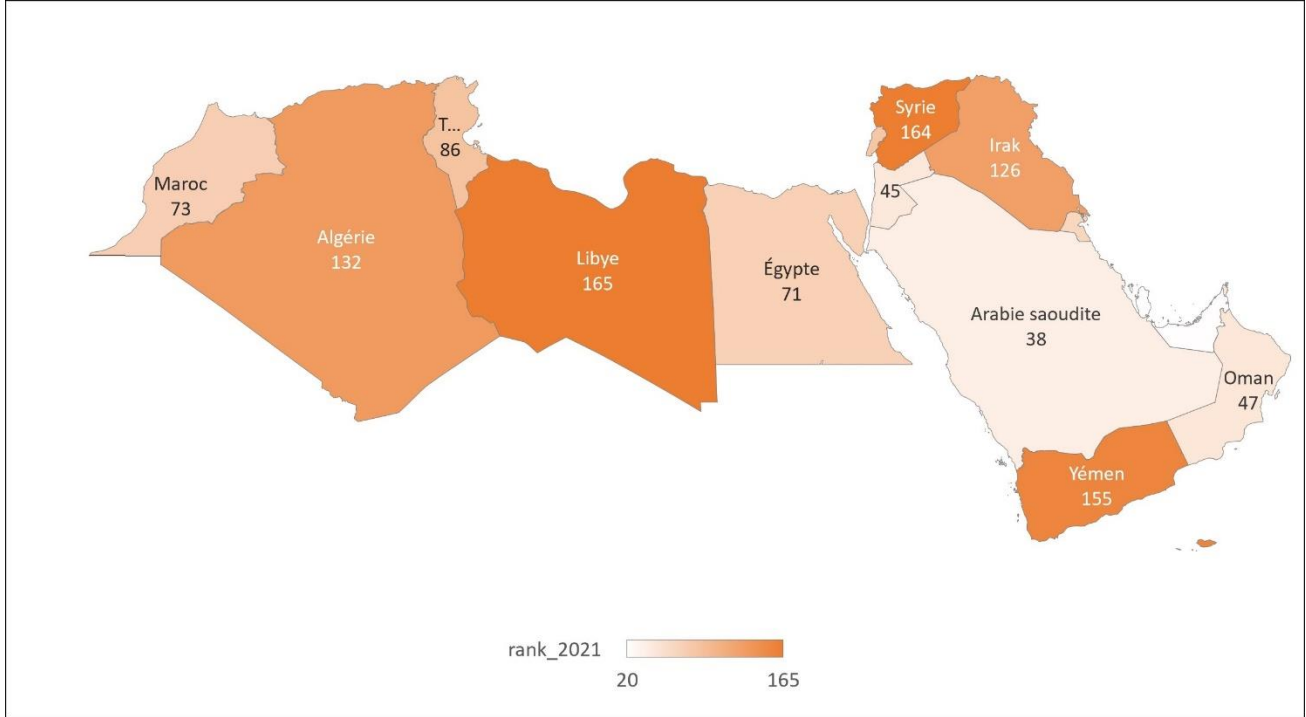 Syrie
164
Irak
126
T...
86
45
Maroc
73
Algérie
132
Libye
165
Égypte
71
Arabie saoudite
38
Oman
47
Yémen
155
rank_2021
20
165